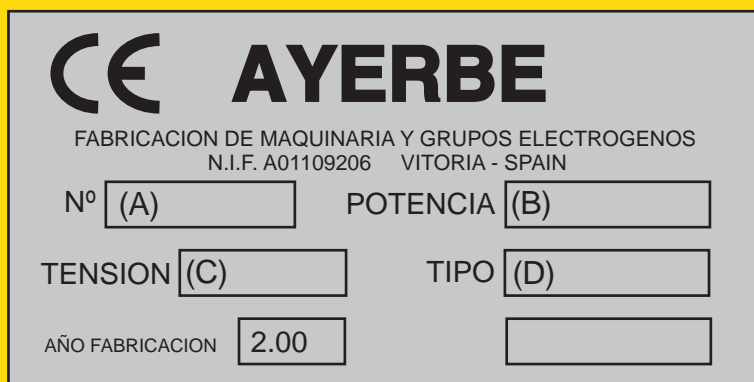 CE AYERBE
FABRICACION DE MAQUINARIA Y GRUPOS ELECTROGENOS
N.I.F. A01109206 VITORIA - SPAIN
Nº (A) POTENCIA (B)
TENSION (C) TIPO (D)
AÑO FABRICACION 2.00